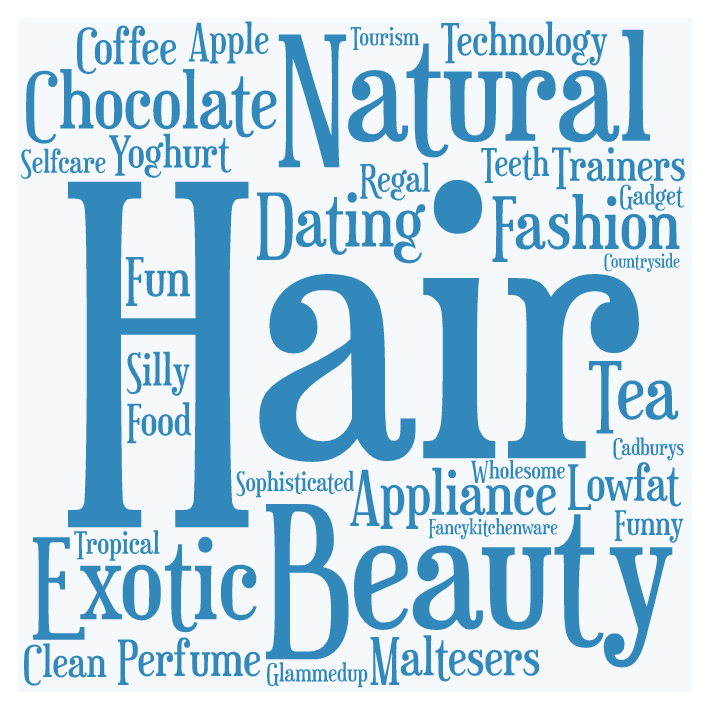 Coffee
Apple
Natural
Tourism
Technology
Chocolate
Selfcare
Yoghurt
Regal
Teeth
Trainers
Gadget
Dating
Fashion
Countryside
Hair
Fun
Silly
Food
Tea
Cadburys
Sophisticated
Appliance
Wholesome
Lowfat
Fancykitchenware
Funny
Tropical
Exotic
Beauty
Clean
Perfume
Glammedup
Maltesers